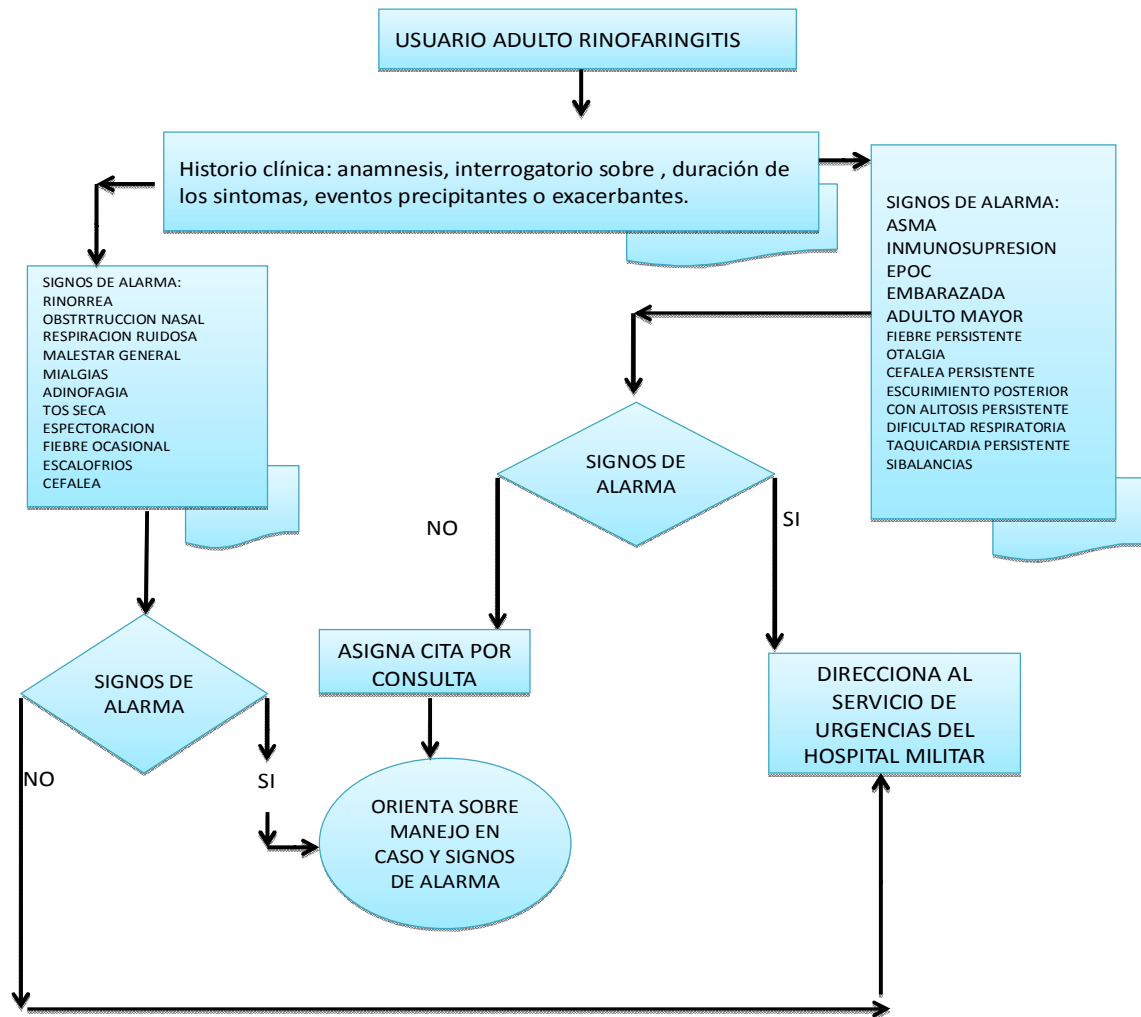 USUARIO ADULTO RINOFARINGITIS
Historio clínica: anamnesis, interrogatorio sobre , duración de
los sintomas, eventos precipitantes o exacerbantes.
SIGNOS DE ALARMA:
ASMA
INMUNOSUPRESION
EPOC
EMBARAZADA
ADULTO MAYOR
FIEBRE PERSISTENTE
OTALGIA
CEFALEA PERSISTENTE
ESCURIMIENTO POSTERIOR
CON ALITOSIS PERSISTENTE
DIFICULTAD RESPIRATORIA
TAQUICARDIA PERSISTENTE
SIBALANCIAS
SIGNOS DE ALARMA:
RINORREA
OBSTRTRUCCION NASAL
RESPIRACION RUIDOSA
MALESTAR GENERAL
MIALGIAS
ADINOFAGIA
TOS SECA
ESPECTORACION
FIEBRE OCASIONAL
ESCALOFRIOS
CEFALEA
SIGNOS DE
ALARMA
NO
SI
ASIGNA CITA POR
CONSULTA
DIRECCIONA AL
SERVICIO DE
URGENCIAS DEL
HOSPITAL MILITAR
SIGNOS DE
ALARMA
NO
SI
ORIENTA SOBRE
MANEJO EN
CASO Y SIGNOS
DE ALARMA